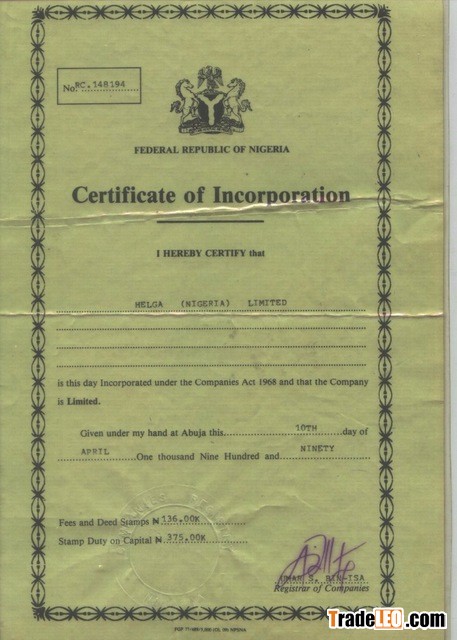 No. RC.148194
FEDERAL REPUBLIC OF NIGERIA
Certificate of Incorporation
I HEREBY CERTIFY that
HELGA (NIGERIA) LIMITED
is this day Incorporated under the Companies Act 1968 and that the Company
is Limited.
Given under my hand at Abuja this 10TH day of
APRIL One thousand Nine Hundred and NINETY
Fees and Deed Stamps ₦ 136.00K
Stamp Duty on Capital ₦ 375.00K
Registrar of Companies
TradeLEO.com